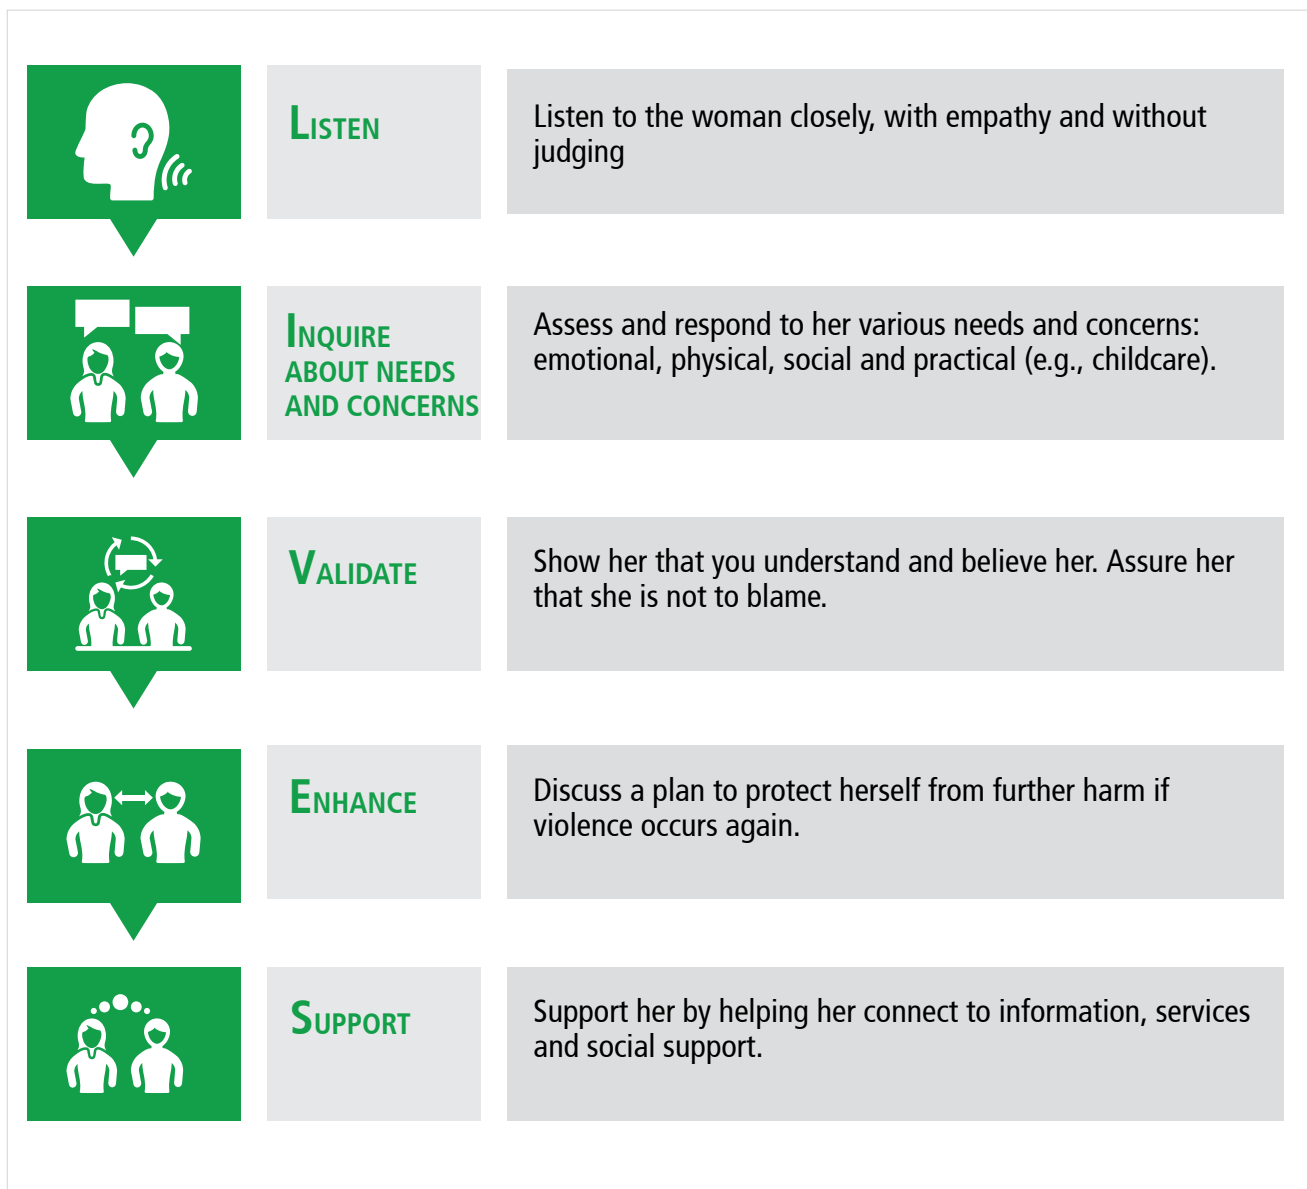 LISTEN
Listen to the woman closely, with empathy and without
judging
INQUIRE
ABOUT NEEDS
AND CONCERNS
Assess and respond to her various needs and concerns:
emotional, physical, social and practical (e.g., childcare).
VALIDATE
Show her that you understand and believe her. Assure her
that she is not to blame.
ENHANCE
Discuss a plan to protect herself from further harm if
violence occurs again.
SUPPORT
Support her by helping her connect to information, services
and social support.